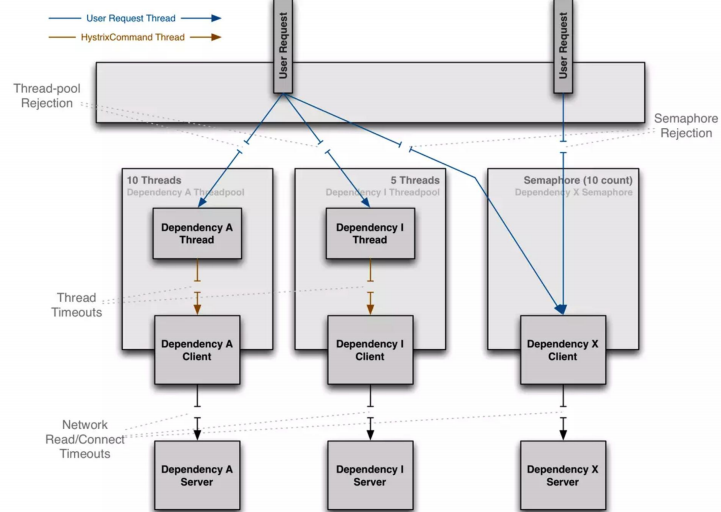 User Request Thread
HystrixCommand Thread
User Request
User Request
Thread-pool
Rejection
Semaphore
Rejection
10 Threads
Dependency A Threadpool
5 Threads
Dependency I Threadpool
Semaphore (10 count)
Dependency X Semaphore
Dependency A
Thread
Dependency I
Thread
Thread
Timeouts
Dependency A
Client
Dependency I
Client
Dependency X
Client
Network
Read/Connect
Timeouts
Dependency A
Server
Dependency I
Server
Dependency X
Server